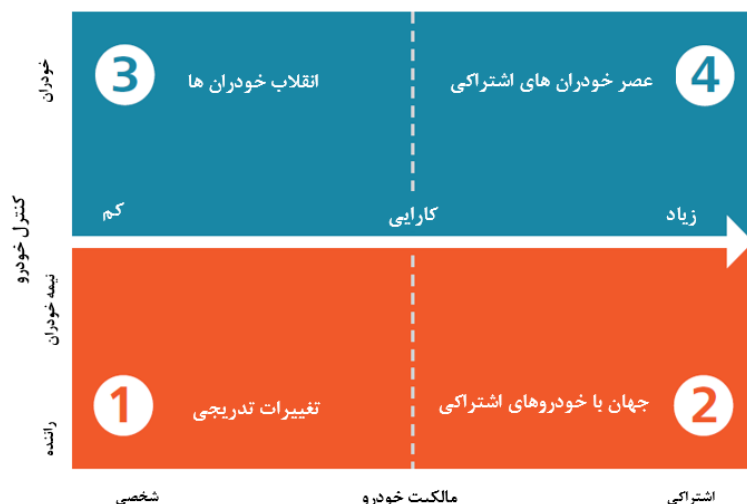 خودران
3
انقلاب خودران ها
عصر خودران های اشتراکی
4
کم
کارایی
زیاد
کنترل خودرو
نیمه خودران
راننده
1
تغییرات تدریجی
جهان با خودروهای اشتراکی
2
شخصی
مالکیت خودرو
اشتراکی